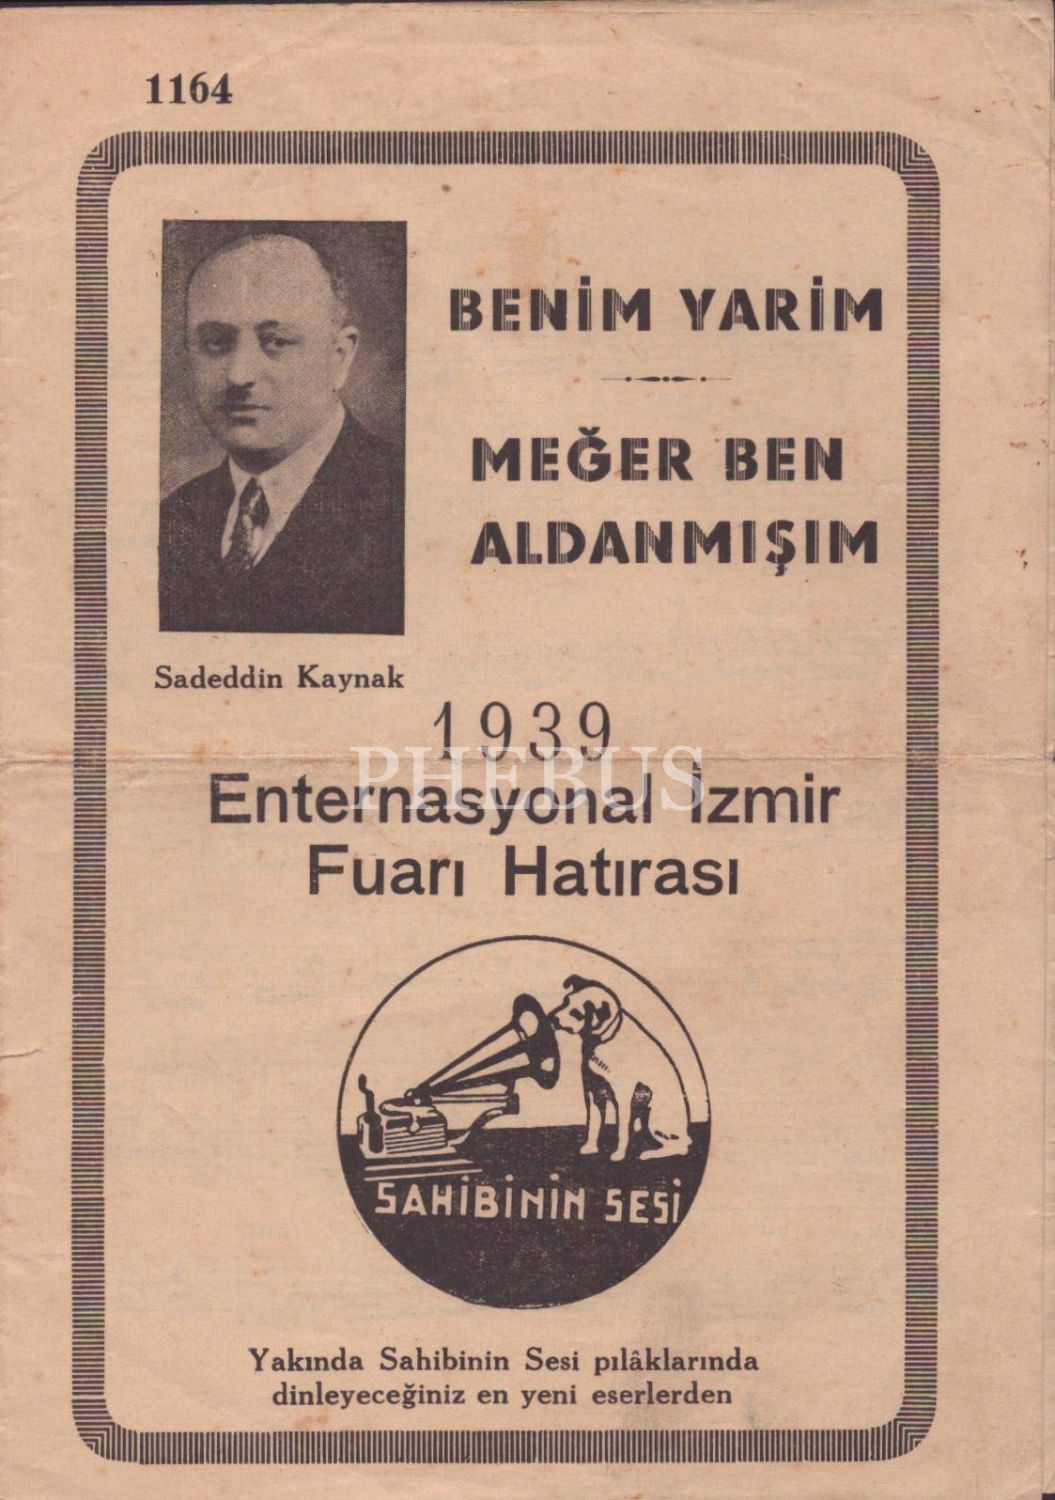 1164
BENİM YARİM
MEĞER BEN
ALDANMIŞIM
Sadeddin Kaynak
1939
PHEBUS
Enternasyonal İzmir
Fuarı Hatırası
SAHİBİNİN SESİ
Yakında Sahibinin Sesi pılâklarında
dinleyeceğiniz en yeni eserlerden